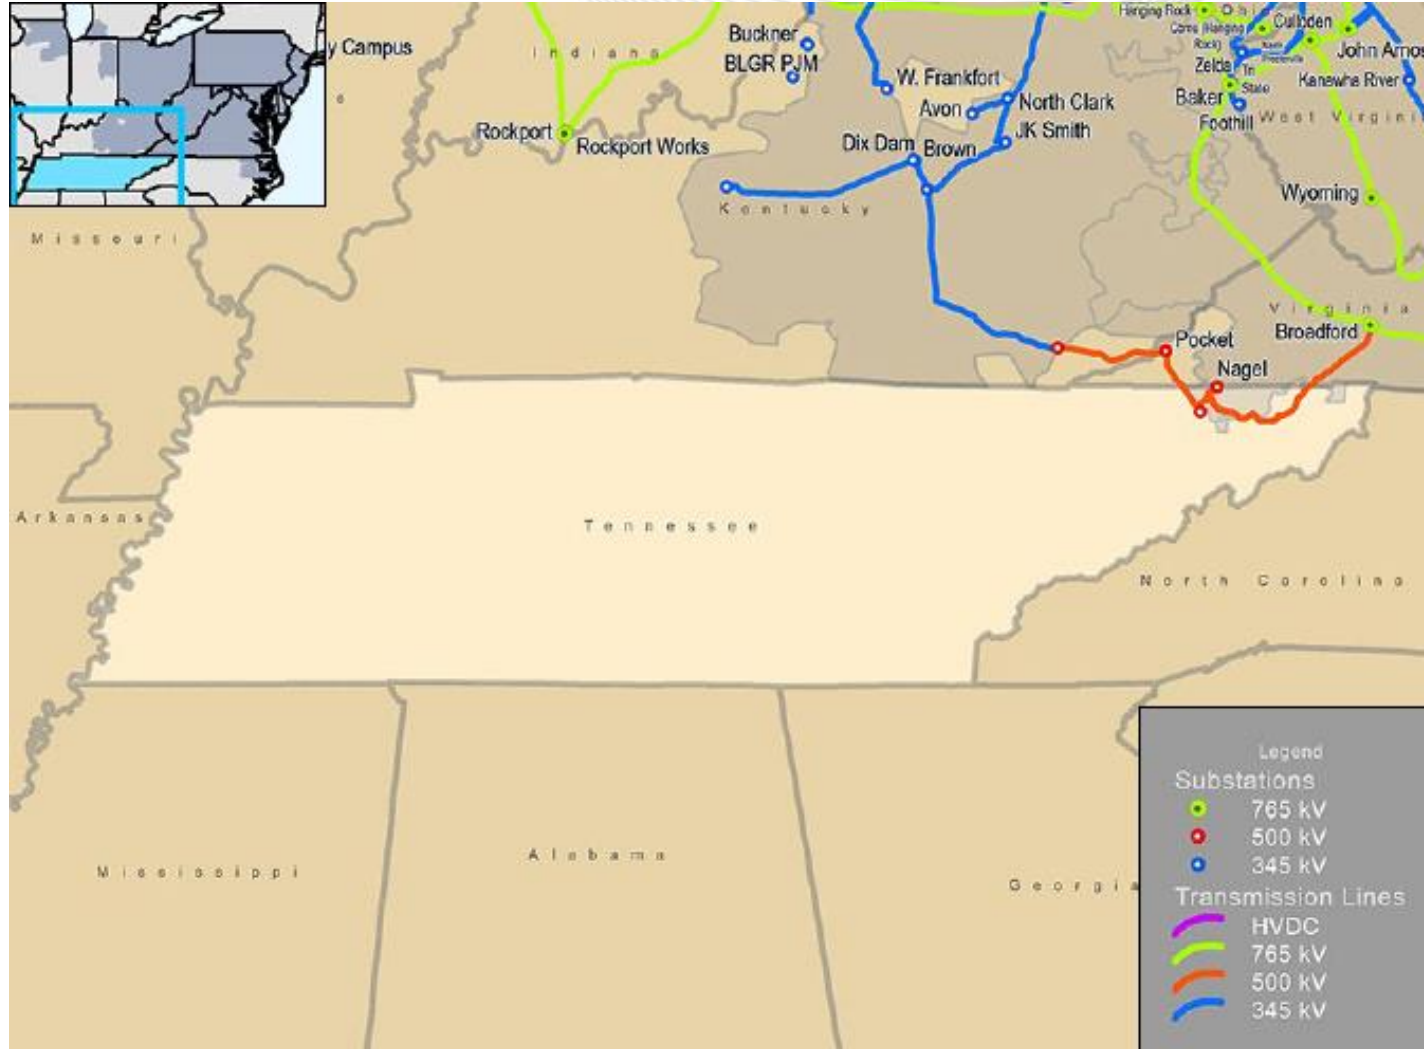 Buckner
Hanging Rock
Ohio
Culloden
y Campus
Indiana
BLGR PJM
W. Frankfort
John Amos
Zelda
Tri
State
Kanawha River
Avon
North Clark
Baker
Rockport
Rockport Works
Dix Dam
Brown
JK Smith
Foothill
West Virgini
Kentucky
Wyoming
Missouri
Virginia
Broadford
Pocket
Nagel
Arkansas
Tennessee
North Carolina
Mississippi
Alabama
Georgia
Legend
Substations
765 kV
500 kV
345 kV
Transmission Lines
HVDC
765 kV
500 kV
345 kV